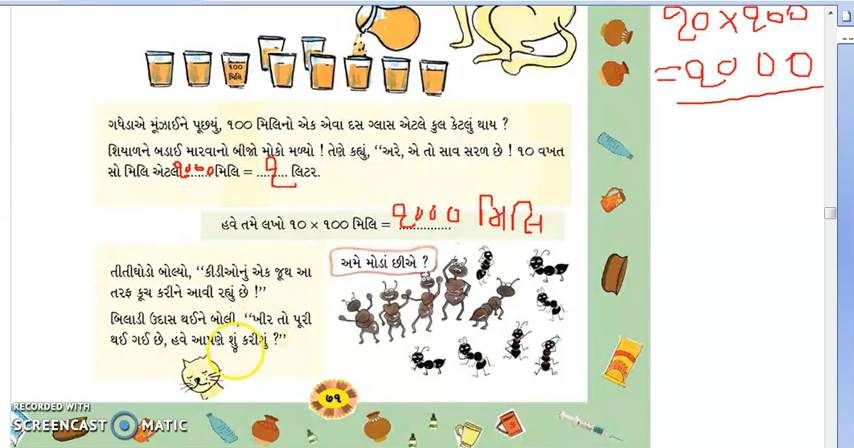 ૧૦ × ૧૦૦
= ૧૦૦૦
૧૦૦
મિલિ
ગધેડાએ મૂંઝાઈને પૂછ્યું, ૧૦૦ મિલિનો એક એવા દસ ગ્લાસ એટલે કુલ કેટલું થાય ?
શિયાળને બડાઈ મારવાનો બીજો મોકો મળ્યો ! તેણે કહ્યું, “અરે, એ તો સાવ સરળ છે ! ૧૦ વખત
સો મિલિ એટલે ૧૦૦૦ મિલિ = ૧ લિટર.
હવે તમે લખો ૧૦ × ૧૦૦ મિલિ = ૧૦૦૦ મિલિ
તીતીઘોડો બોલ્યો, “કીડીઓનું એક જૂથ આ
તરફ કૂચ કરીને આવી રહ્યું છે !”
બિલાડી ઉદાસ થઈને બોલી, “ખીર તો પૂરી
થઈ ગઈ છે, હવે આપણે શું કરીશું ?”
અમે મોડાં છીએ ?
૭૧
RECORDED WITH
SCREENCAST MATIC